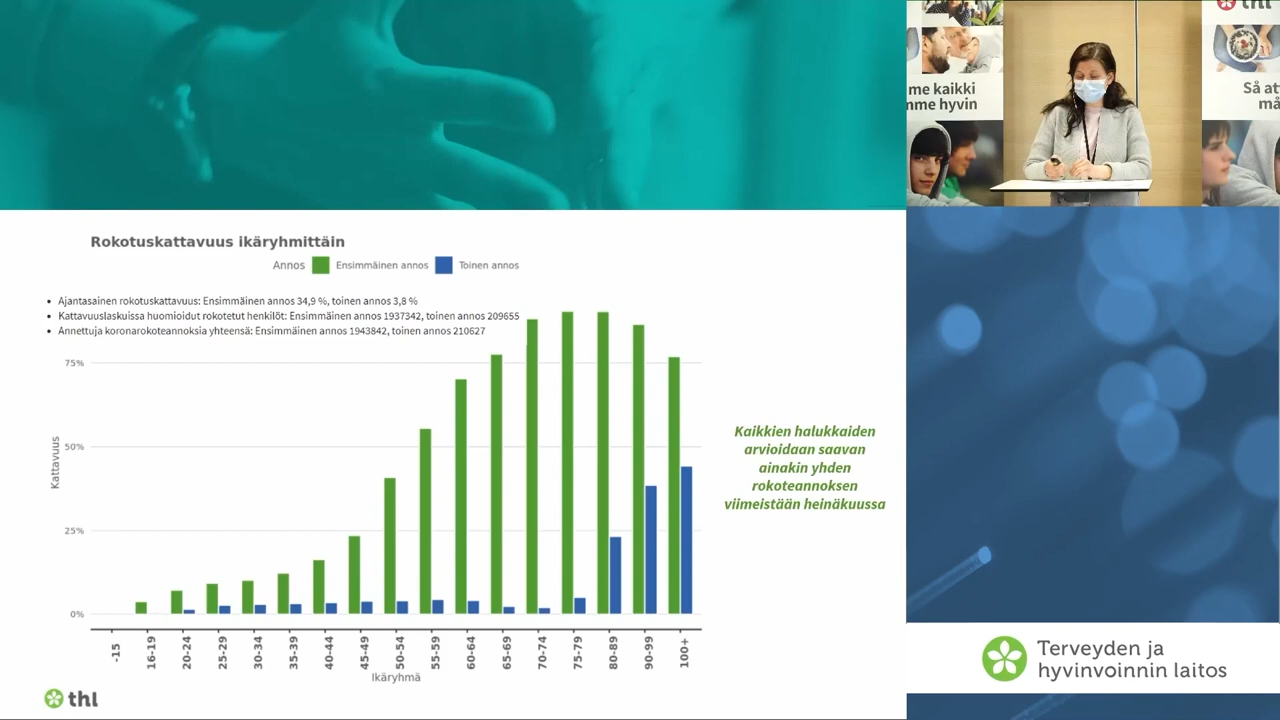 Rokotuskattavuus ikäryhmittäin
Annos Ensimmäinen annos Toinen annos
• Ajantasainen rokotuskattavuus: Ensimmäinen annos 34,9 %, toinen annos 3,8 %
• Kattavuuslaskuissa huomioidut rokotetut henkilöt: Ensimmäinen annos 1937342, toinen annos 209655
• Annettuja koronarokoteannoksia yhteensä: Ensimmäinen annos 1943842, toinen annos 210627
75%
50%
25%
0%
Kattavuus
-15 16-19 20-24 25-29 30-34 35-39 40-44 45-49 50-54 55-59 60-64 65-69 70-74 75-79 80-89 90-99 100+
Ikäryhmä
Kaikkien halukkaiden
arvioidaan saavan
ainakin yhden
rokoteannoksen
viimeistään heinäkuussa
thl
thl
me kaikki
mme hyvin
Så at
må
Terveyden ja
hyvinvoinnin laitos